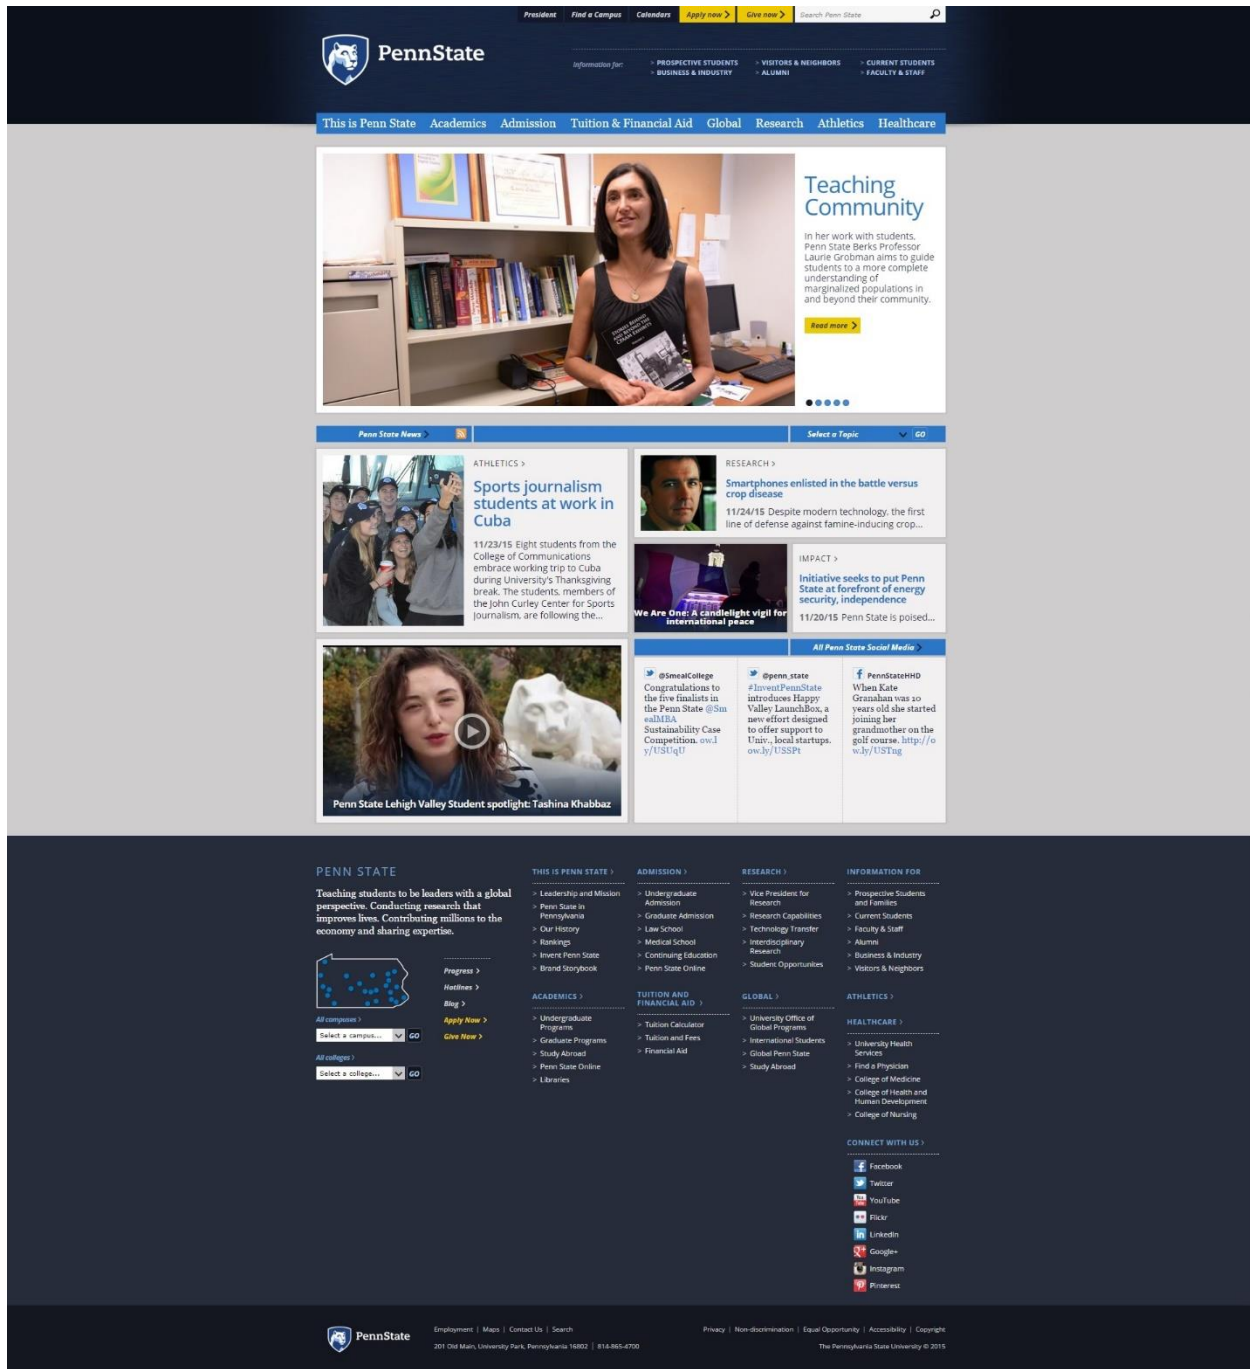 President Find a Campus Calendars Apply now > Give now > Search Penn State
PennState
Information for:
> PROSPECTIVE STUDENTS > VISITORS & NEIGHBORS > CURRENT STUDENTS
> BUSINESS & INDUSTRY > ALUMNI > FACULTY & STAFF
This is Penn State Academics Admission Tuition & Financial Aid Global Research Athletics Healthcare
Teaching
Community
In her work with students,
Penn State Berks Professor
Laurie Grobman aims to guide
students to a more complete
understanding of
marginalized populations in
and beyond their community.
Read more >
Penn State News >
Select a Topic GO
ATHLETICS >
Sports journalism
students at work in
Cuba
11/23/15 Eight students from the
College of Communications
embrace working trip to Cuba
during University's Thanksgiving
break. The students, members of
the John Curley Center for Sports
Journalism, are following the...
RESEARCH >
Smartphones enlisted in the battle versus
crop disease
11/24/15 Despite modern technology, the first
line of defense against famine-inducing crop...
We Are One: A candlelight vigil for
international peace
IMPACT >
Initiative seeks to put Penn
State at forefront of energy
security, independence
11/20/15 Penn State is poised...
Penn State Lehigh Valley Student spotlight: Tashina Khabbaz
All Penn State Social Media >
@SmealCollege
Congratulations to
the five finalists in
the Penn State @Sm
ealMBA
Sustainability Case
Competition. ow.l
y/USUqU
@penn_state
#InventPennState
introduces Happy
Valley LaunchBox, a
new effort designed
to offer support to
Univ., local startups.
ow.ly/USSPt
PennStateHHD
When Kate
Granahan was 10
years old she started
joining her
grandmother on the
golf course. http://o
w.ly/USTng
PENN STATE
Teaching students to be leaders with a global
perspective. Conducting research that
improves lives. Contributing millions to the
economy and sharing expertise.
All campuses >
Select a campus... GO
All colleges >
Select a college... GO
Progress >
Hotlines >
Blog >
Apply Now >
Give Now >
THIS IS PENN STATE >
> Leadership and Mission
> Penn State in
Pennsylvania
> Our History
> Rankings
> Invent Penn State
> Brand Storybook
ACADEMICS >
> Undergraduate
Programs
> Graduate Programs
> Study Abroad
> Penn State Online
> Libraries
ADMISSION >
> Undergraduate
Admission
> Graduate Admission
> Law School
> Medical School
> Continuing Education
> Penn State Online
TUITION AND
FINANCIAL AID >
> Tuition Calculator
> Tuition and Fees
> Financial Aid
RESEARCH >
> Vice President for
Research
> Research Capabilities
> Technology Transfer
> Interdisciplinary
Research
> Student Opportunites
GLOBAL >
> University Office of
Global Programs
> International Students
> Global Penn State
> Study Abroad
INFORMATION FOR
> Prospective Students
and Families
> Current Students
> Faculty & Staff
> Alumni
> Business & Industry
> Visitors & Neighbors
ATHLETICS >
HEALTHCARE >
> University Health
Services
> Find a Physician
> College of Medicine
> College of Health and
Human Development
> College of Nursing
CONNECT WITH US >
Facebook
Twitter
YouTube
Flickr
LinkedIn
Google+
Instagram
Pinterest
PennState
Employment | Maps | Contact Us | Search
201 Old Main, University Park, Pennsylvania 16802 | 814-865-4700
Privacy | Non-discrimination | Equal Opportunity | Accessibility | Copyright
The Pennsylvania State University © 2015